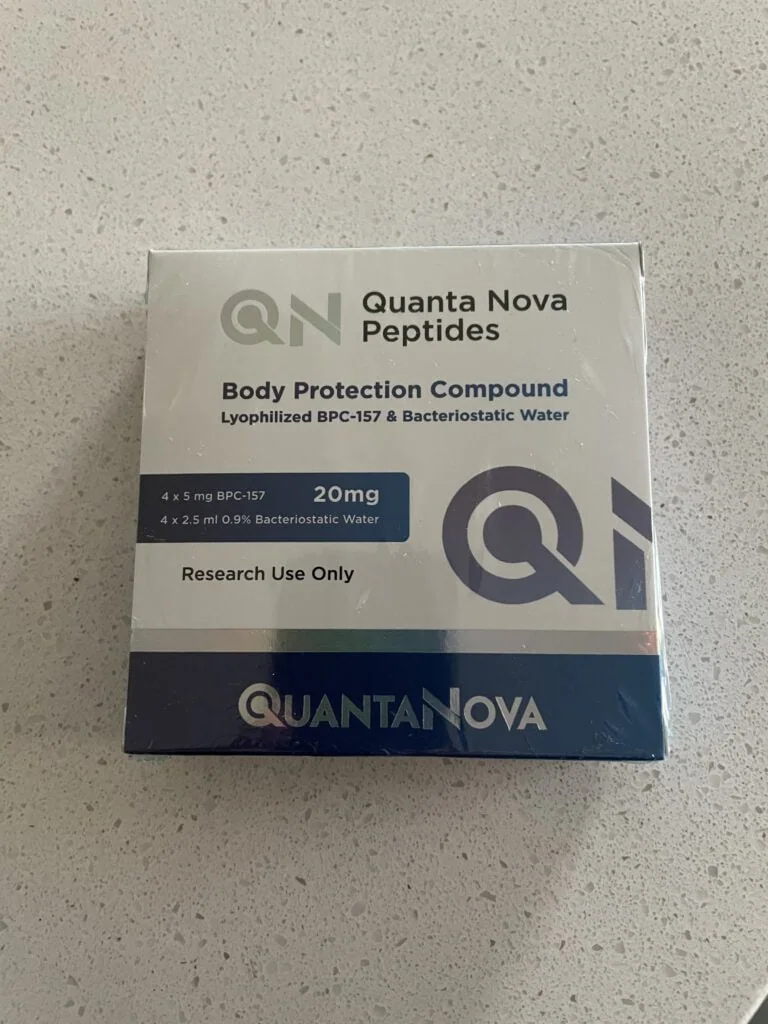 QN Quanta Nova
Peptides
Body Protection Compound
Lyophilized BPC-157 & Bacteriostatic Water
4 x 5 mg BPC-157 20mg
4 x 2.5 ml 0.9% Bacteriostatic Water
QN
Research Use Only
QUANTANOVA